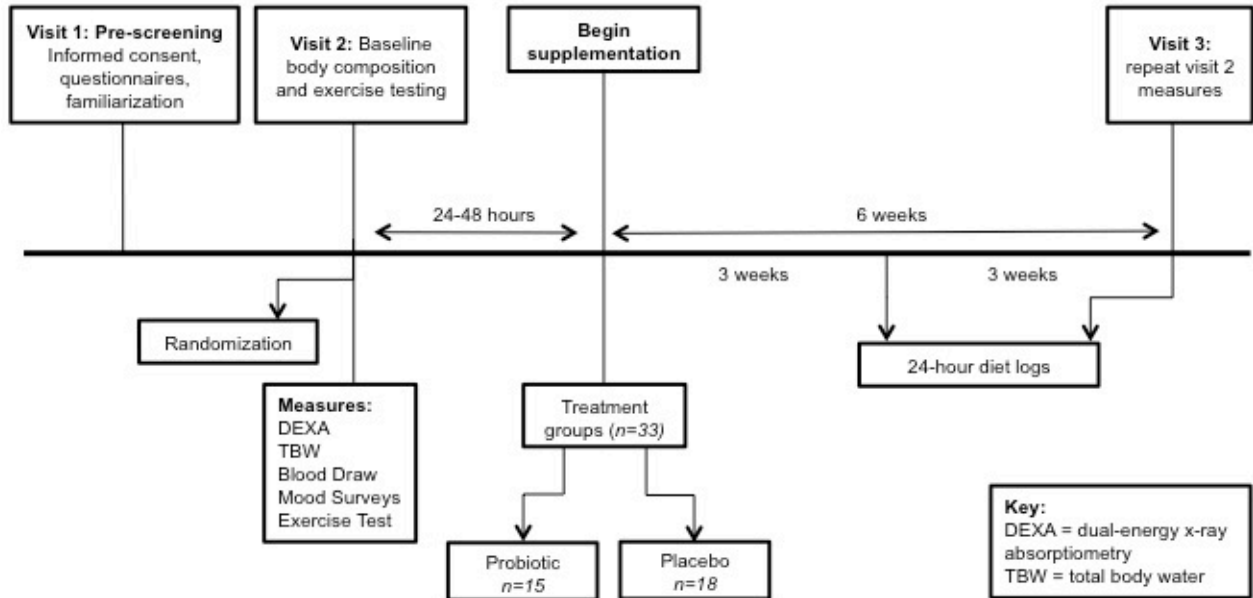 Visit 1: Pre-screening
Informed consent,
questionnaires,
familiarization
Visit 2: Baseline
body composition
and exercise testing
Begin
supplementation
Visit 3:
repeat visit 2
measures
24-48 hours
6 weeks
3 weeks
3 weeks
Randomization
24-hour diet logs
Measures:
DEXA
TBW
Blood Draw
Mood Surveys
Exercise Test
Treatment
groups (n=33)
Probiotic
n=15
Placebo
n=18
Key:
DEXA = dual-energy x-ray
absorptiometry
TBW = total body water